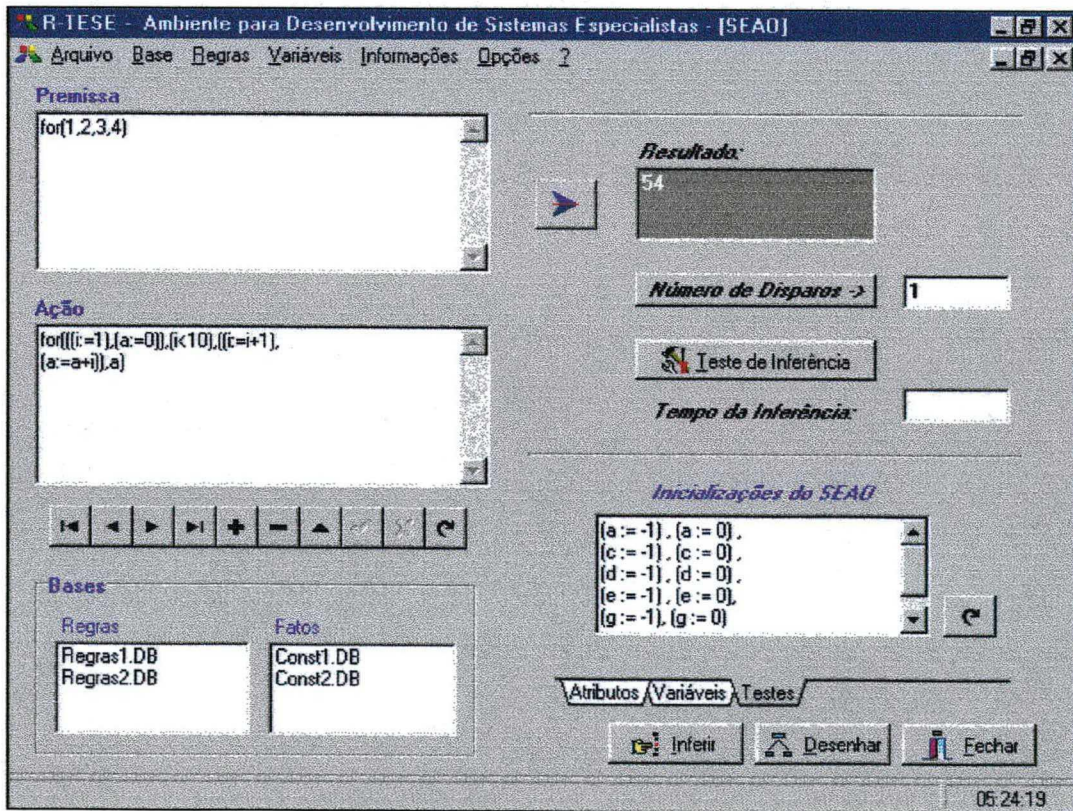 R-TESE - Ambiente para Desenvolvimento de Sistemas Especialistas - [SEAO]
Arquivo Base Regras Variáveis Informações Opções ?
Premissa
for(1,2,3,4)
Resultado:
54
Número de Disparos -> 1
Ação
for(((i:=1),(a:=0)),(i<10),((i:=i+1),
(a:=a+i)),a)
Teste de Inferência
Tempo da Inferência:
Inicializações do SEAO
(a := -1) , (a := 0) ,
(c := -1) , (c := 0) ,
(d := -1) , (d := 0) ,
(e := -1) , (e := 0),
(g := -1), (g := 0)
Bases
Regras Fatos
Regras1.DB Const1.DB
Regras2.DB Const2.DB
Atributos Variáveis Testes
Inferir Desenhar Fechar
05:24:19